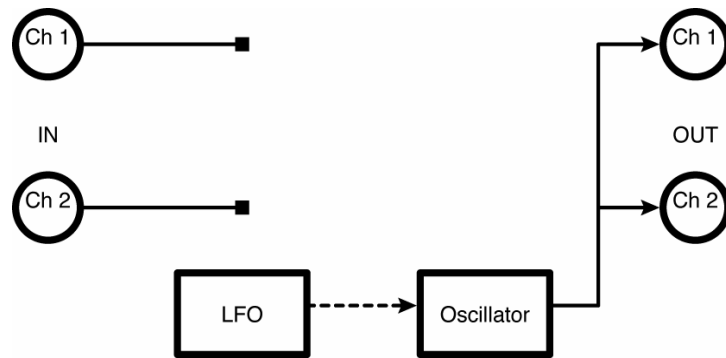 Ch 1
Ch 1
IN
OUT
Ch 2
Ch 2
LFO
Oscillator